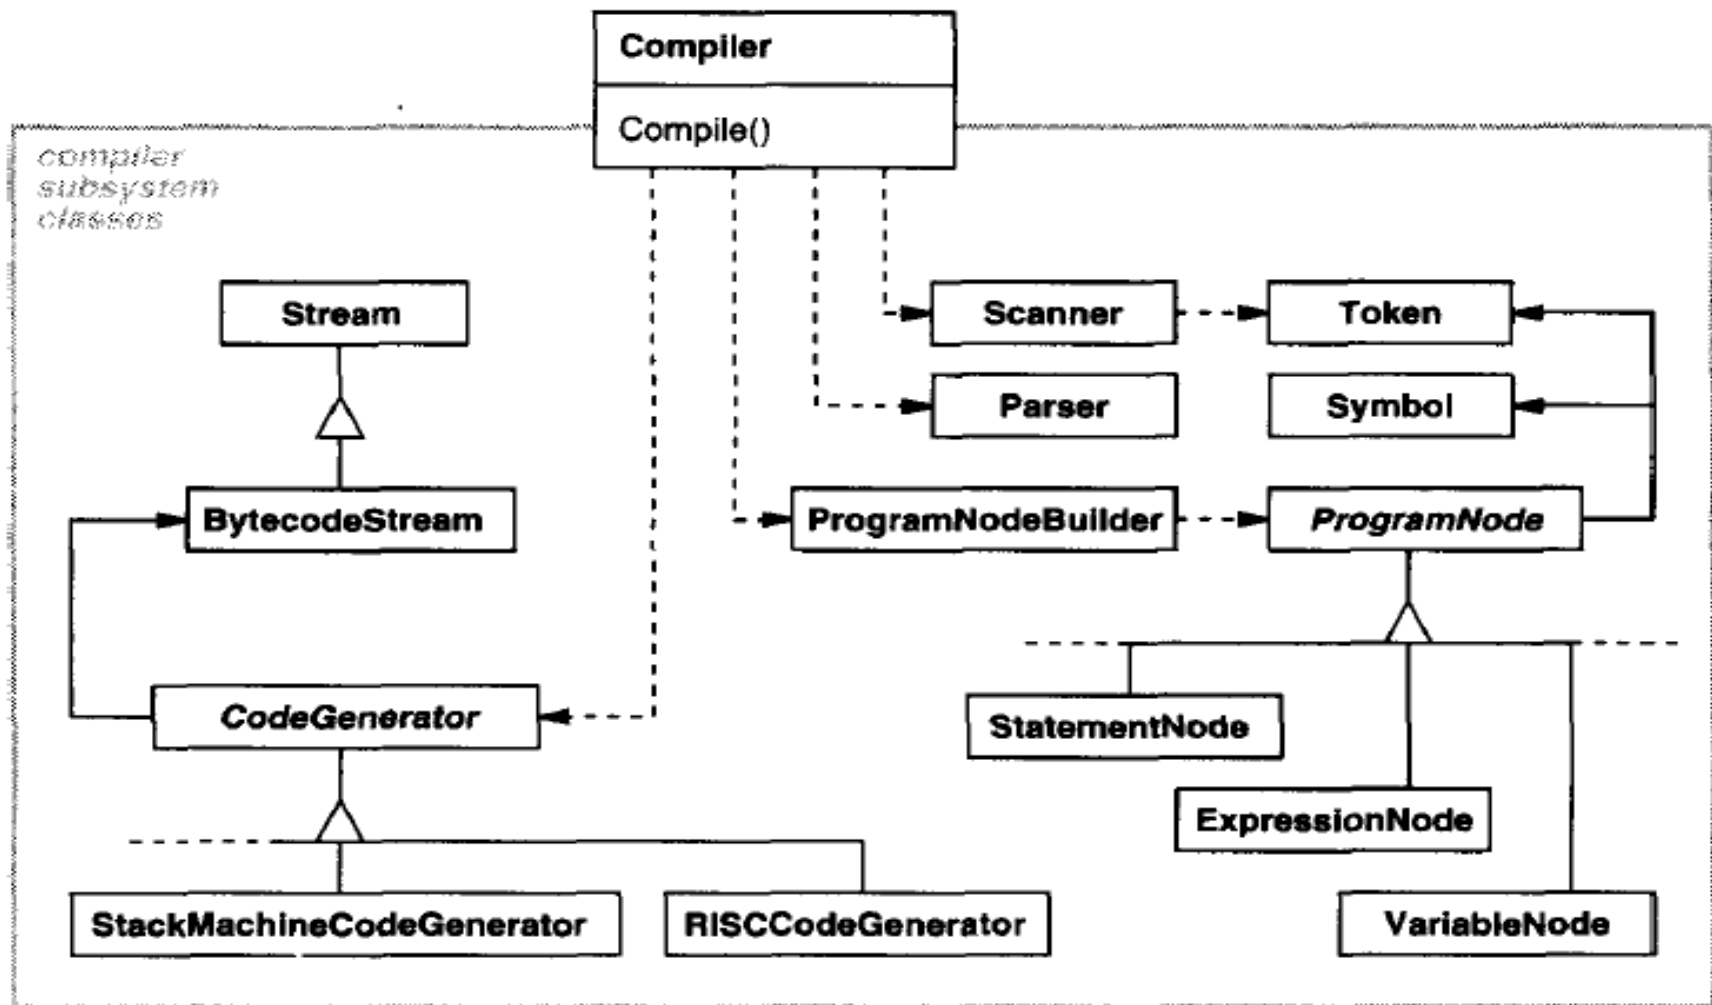 Compiler
Compile()
compiler
subsystem
classes
Stream
Scanner
Token
Parser
Symbol
BytecodeStream
ProgramNodeBuilder
ProgramNode
CodeGenerator
StatementNode
ExpressionNode
StackMachineCodeGenerator
RISCCodeGenerator
VariableNode